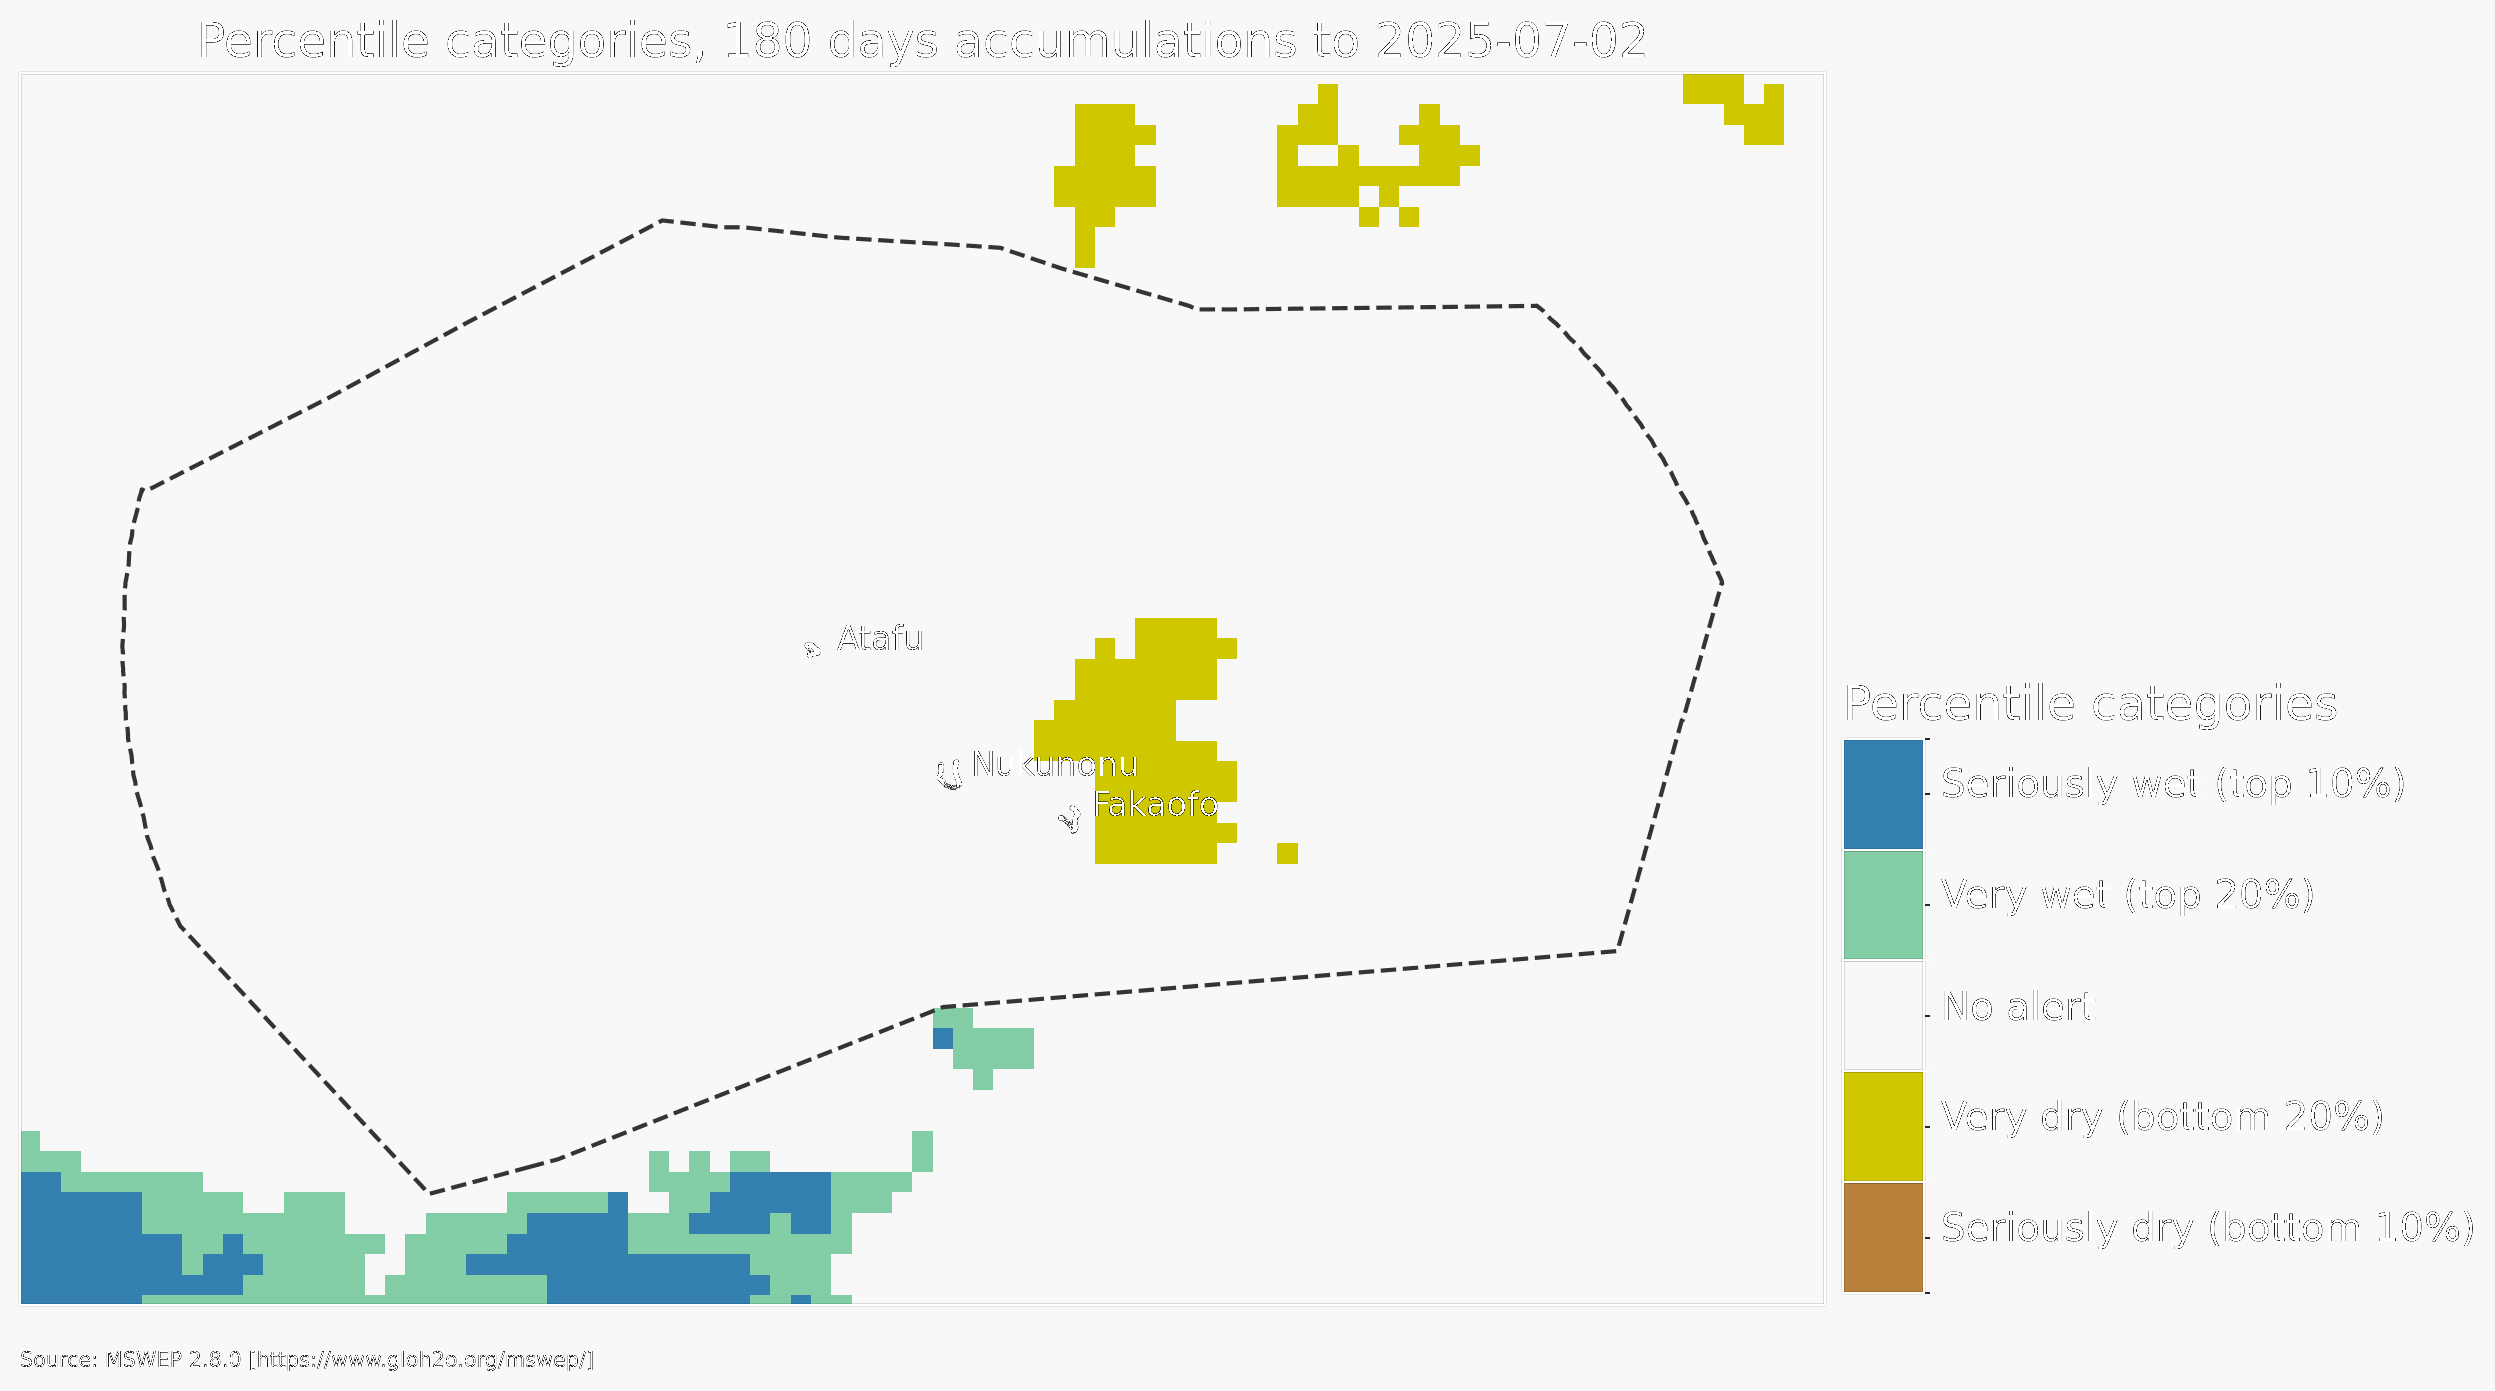 Percentile categories, 180 days accumulations to 2025-07-02
Atafu
Nukunonu
Fakaofo
Percentile categories
Seriously wet (top 10%)
Very wet (top 20%)
No alert
Very dry (bottom 20%)
Seriously dry (bottom 10%)
Source: MSWEP 2.8.0 [https://www.gloh2o.org/mswep/]